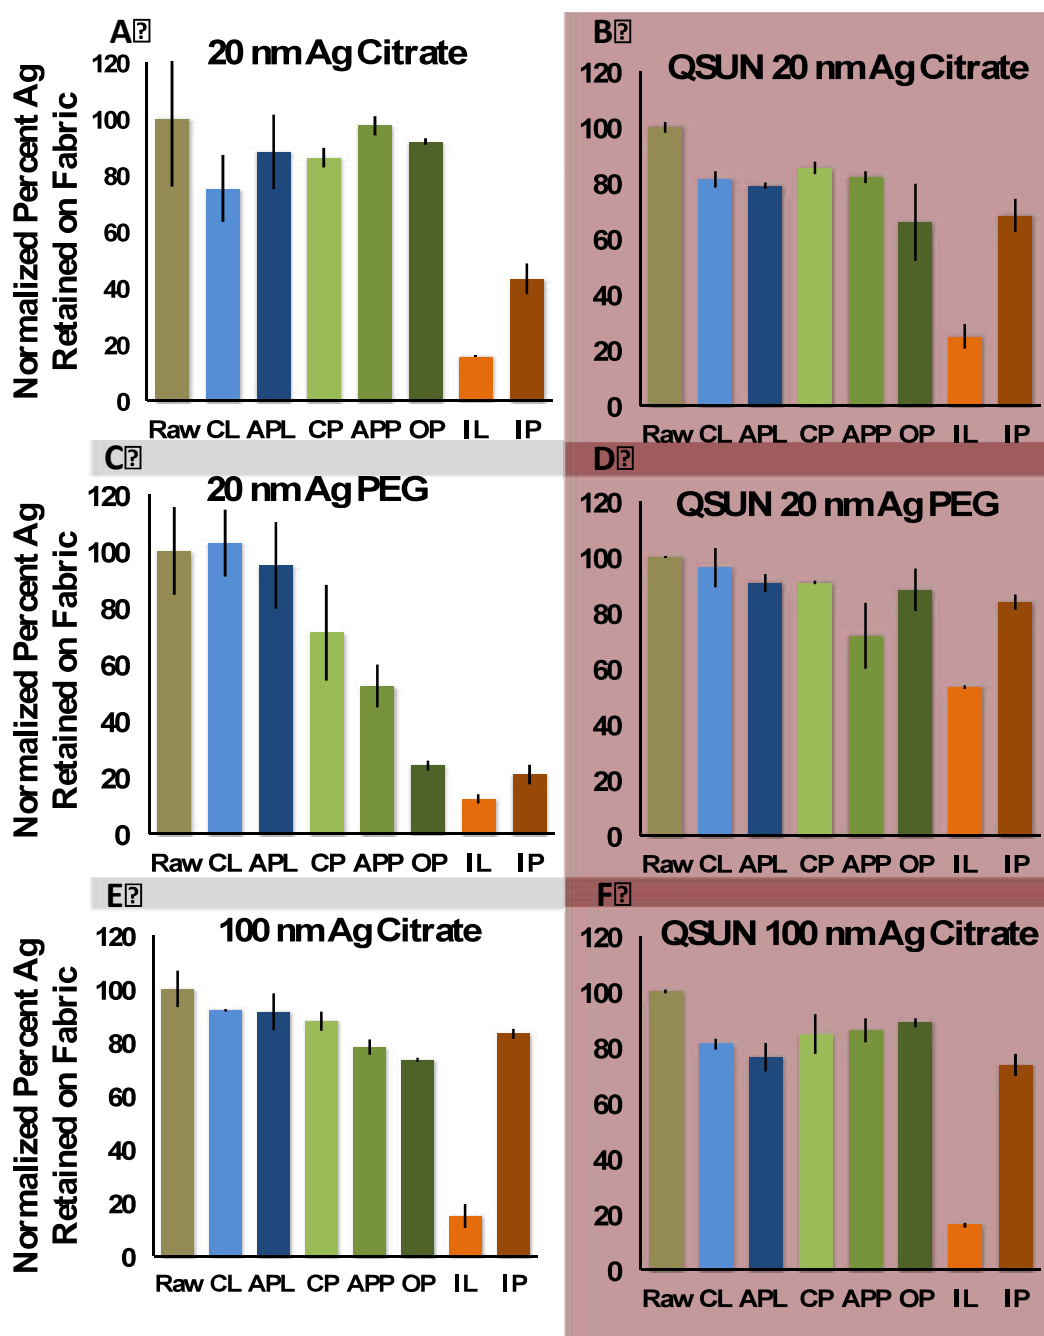 A⍰
20 nm Ag Citrate
Normalized Percent Ag
Retained on Fabric
120
100
80
60
40
20
0
Raw CL APL CP APP OP IL IP
B⍰
QSUN 20 nm Ag Citrate
120
100
80
60
40
20
0
Raw CL APL CP APP OP IL IP
C⍰
20 nm Ag PEG
Normalized Percent Ag
Retained on Fabric
120
100
80
60
40
20
0
Raw CL APL CP APP OP IL IP
D⍰
QSUN 20 nm Ag PEG
120
100
80
60
40
20
0
Raw CL APL CP APP OP IL IP
E⍰
100 nm Ag Citrate
Normalized Percent Ag
Retained on Fabric
120
100
80
60
40
20
0
Raw CL APL CP APP OP IL IP
F⍰
QSUN 100 nm Ag Citrate
120
100
80
60
40
20
0
Raw CL APL CP APP OP IL IP